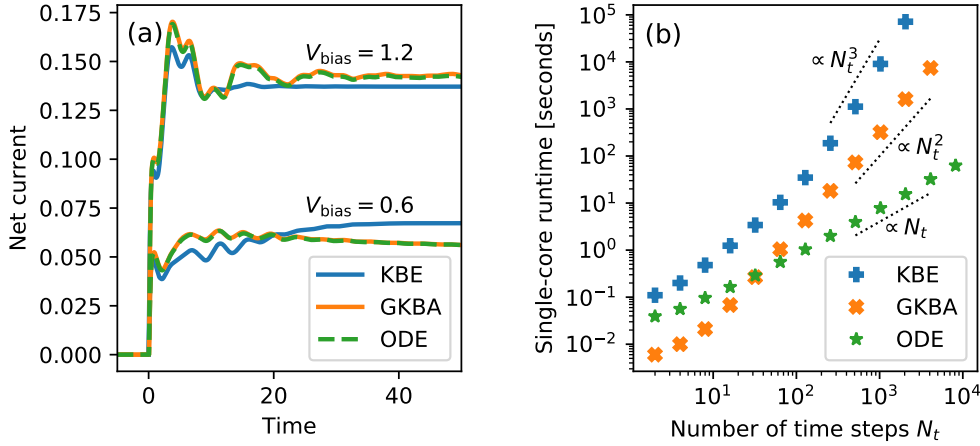 (a)
V_bias = 1.2
V_bias = 0.6
KBE
GKBA
ODE
Net current
0.175
0.150
0.125
0.100
0.075
0.050
0.025
0.000
0
20
40
Time
(b)
∝ N_t^3
∝ N_t^2
∝ N_t
KBE
GKBA
ODE
Single-core runtime [seconds]
10^5
10^4
10^3
10^2
10^1
10^0
10^−1
10^−2
10^1
10^2
10^3
10^4
Number of time steps N_t